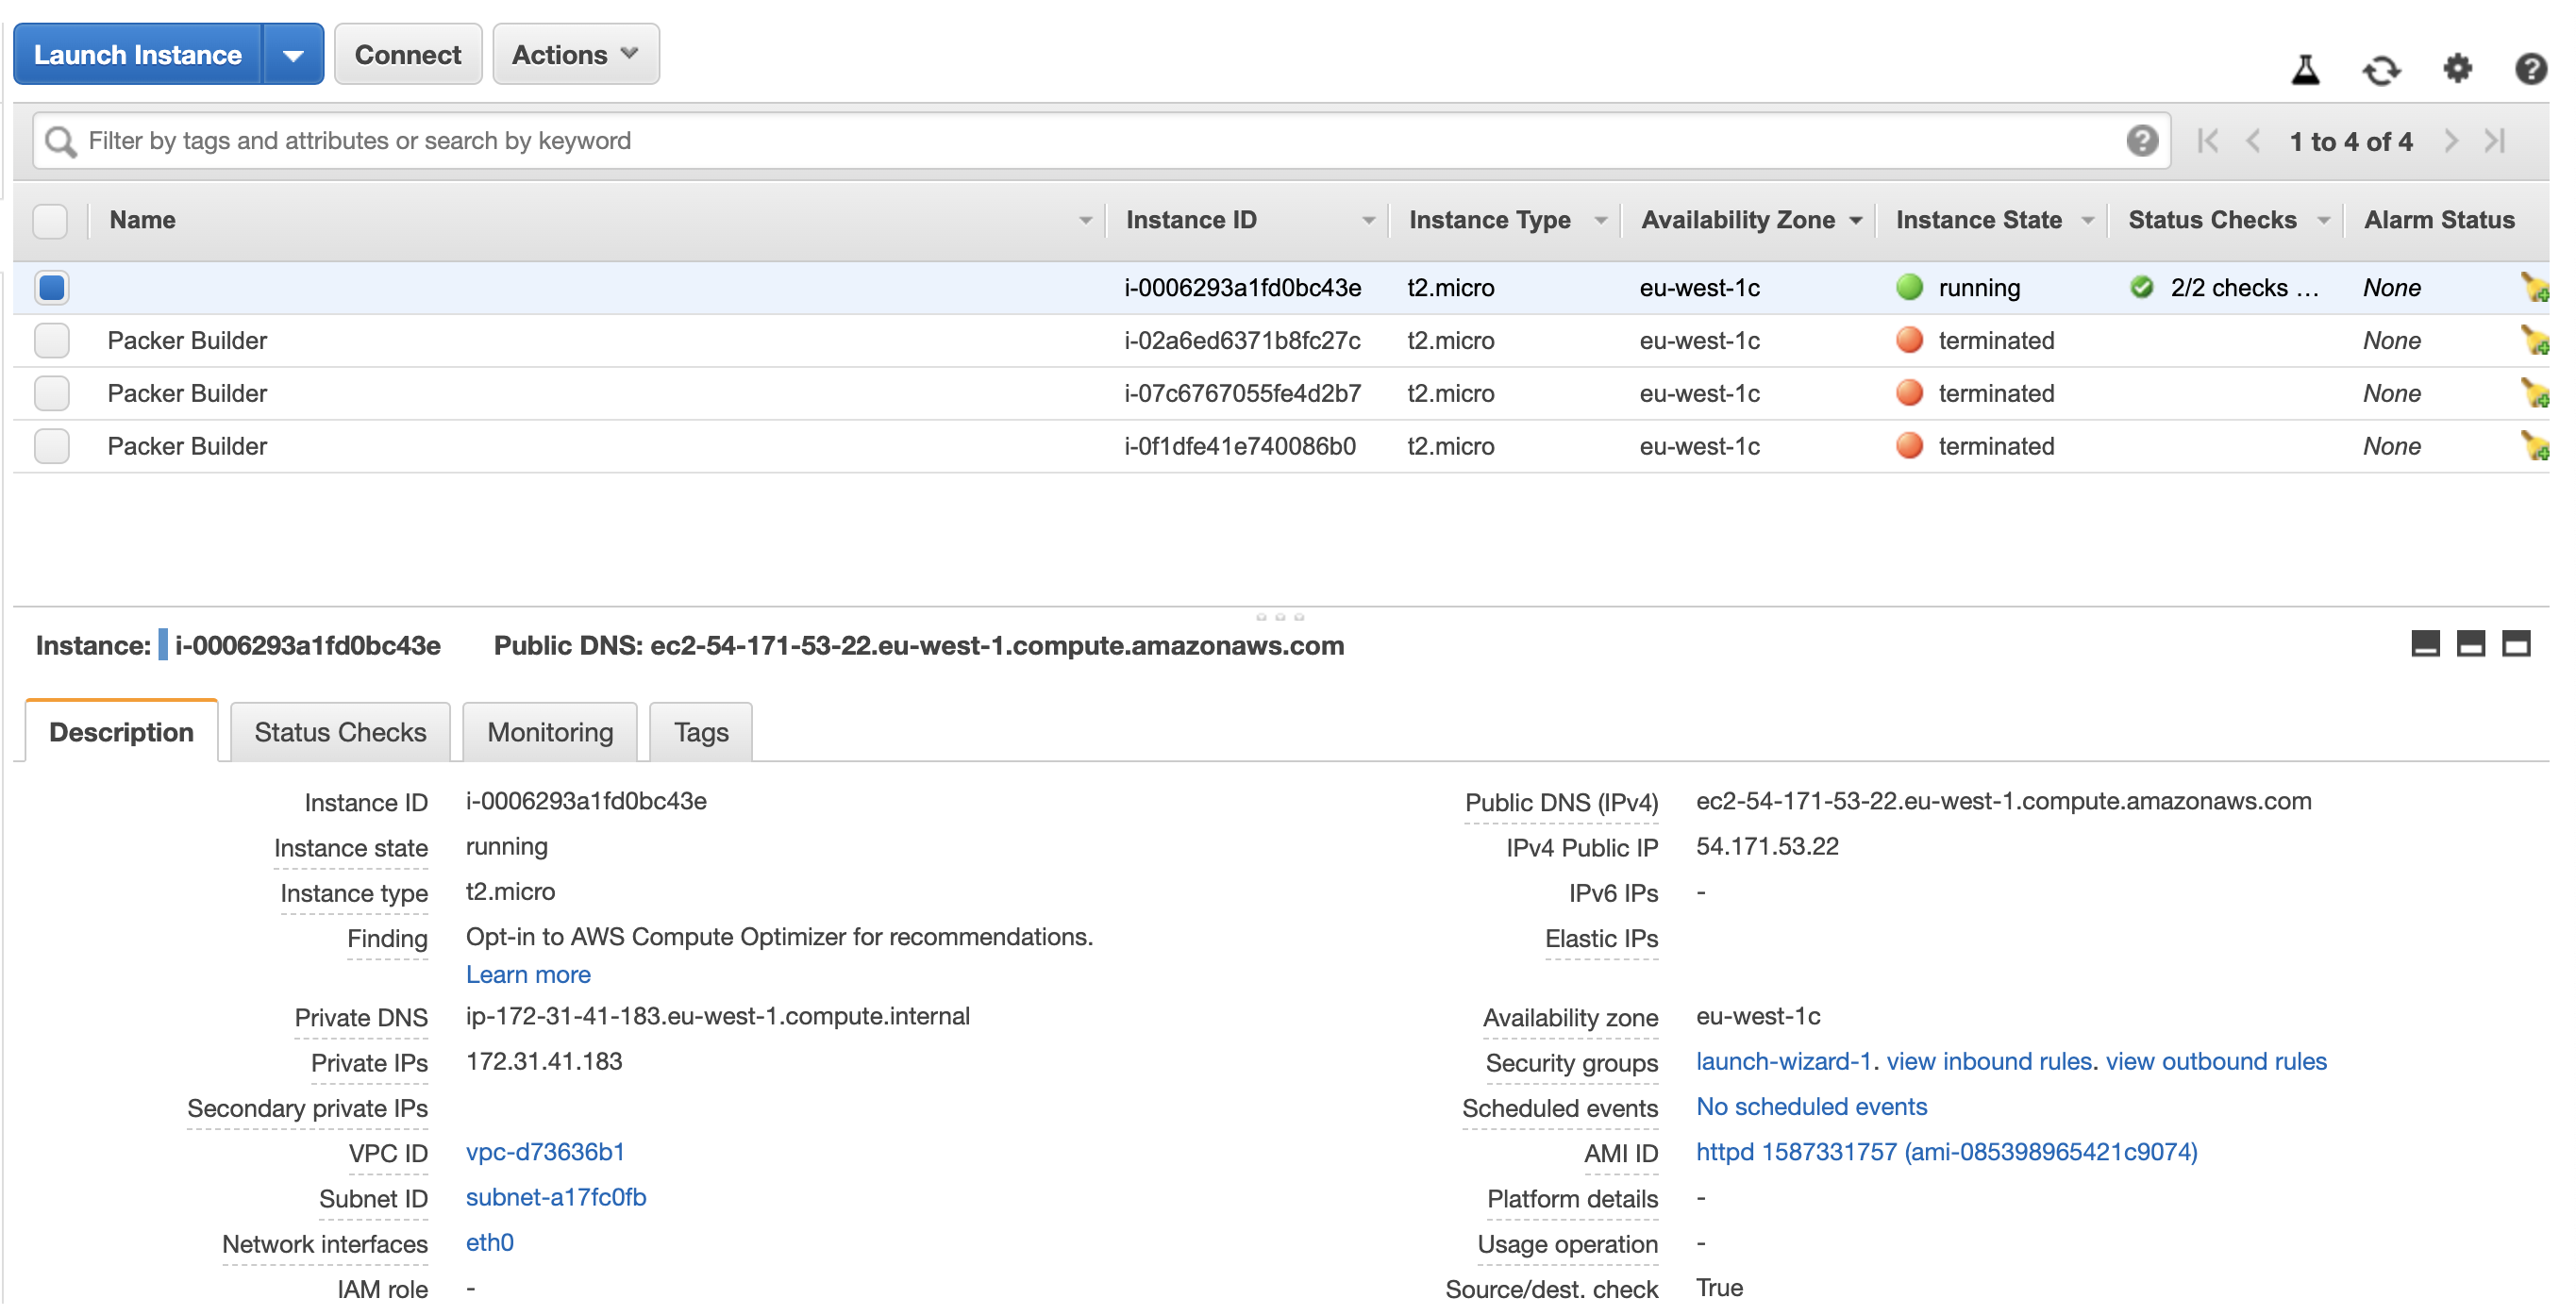 Launch Instance Connect Actions
Filter by tags and attributes or search by keyword 1 to 4 of 4
Name Instance ID Instance Type Availability Zone Instance State Status Checks Alarm Status
i-0006293a1fd0bc43e t2.micro eu-west-1c running 2/2 checks ... None
Packer Builder i-02a6ed6371b8fc27c t2.micro eu-west-1c terminated None
Packer Builder i-07c6767055fe4d2b7 t2.micro eu-west-1c terminated None
Packer Builder i-0f1dfe41e740086b0 t2.micro eu-west-1c terminated None
Instance: i-0006293a1fd0bc43e Public DNS: ec2-54-171-53-22.eu-west-1.compute.amazonaws.com
Description Status Checks Monitoring Tags
Instance ID i-0006293a1fd0bc43e Public DNS (IPv4) ec2-54-171-53-22.eu-west-1.compute.amazonaws.com
Instance state running IPv4 Public IP 54.171.53.22
Instance type t2.micro IPv6 IPs -
Finding Opt-in to AWS Compute Optimizer for recommendations. Elastic IPs
Learn more
Private DNS ip-172-31-41-183.eu-west-1.compute.internal Availability zone eu-west-1c
Private IPs 172.31.41.183 Security groups launch-wizard-1. view inbound rules. view outbound rules
Secondary private IPs Scheduled events No scheduled events
VPC ID vpc-d73636b1 AMI ID httpd 1587331757 (ami-085398965421c9074)
Subnet ID subnet-a17fc0fb Platform details -
Network interfaces eth0 Usage operation -
IAM role - Source/dest. check True